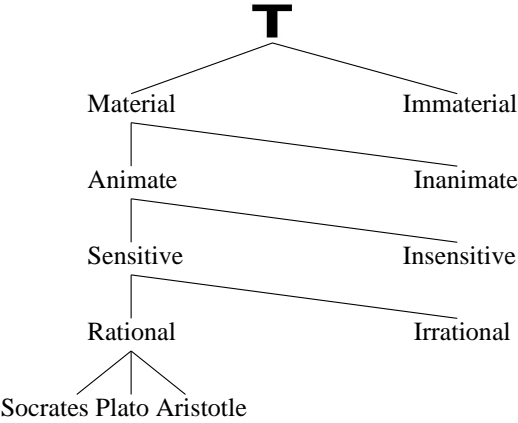 T
Material Immaterial
Animate Inanimate
Sensitive Insensitive
Rational Irrational
Socrates Plato Aristotle